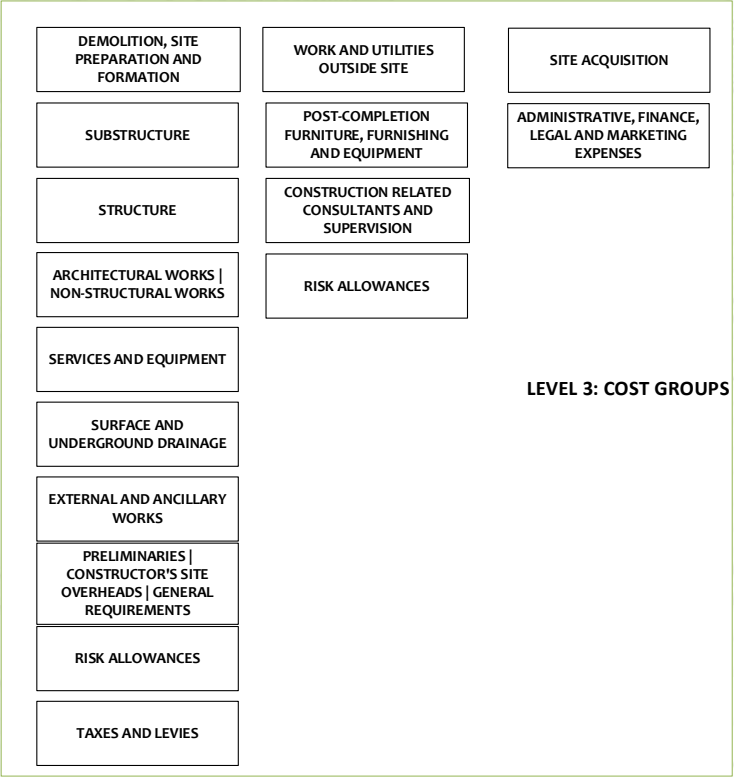 DEMOLITION, SITE
PREPARATION AND
FORMATION
SUBSTRUCTURE
STRUCTURE
ARCHITECTURAL WORKS |
NON-STRUCTURAL WORKS
SERVICES AND EQUIPMENT
SURFACE AND
UNDERGROUND DRAINAGE
EXTERNAL AND ANCILLARY
WORKS
PRELIMINARIES |
CONSTRUCTOR'S SITE
OVERHEADS | GENERAL
REQUIREMENTS
RISK ALLOWANCES
TAXES AND LEVIES
WORK AND UTILITIES
OUTSIDE SITE
POST-COMPLETION
FURNITURE, FURNISHING
AND EQUIPMENT
CONSTRUCTION RELATED
CONSULTANTS AND
SUPERVISION
RISK ALLOWANCES
SITE ACQUISITION
ADMINISTRATIVE, FINANCE,
LEGAL AND MARKETING
EXPENSES
LEVEL 3: COST GROUPS